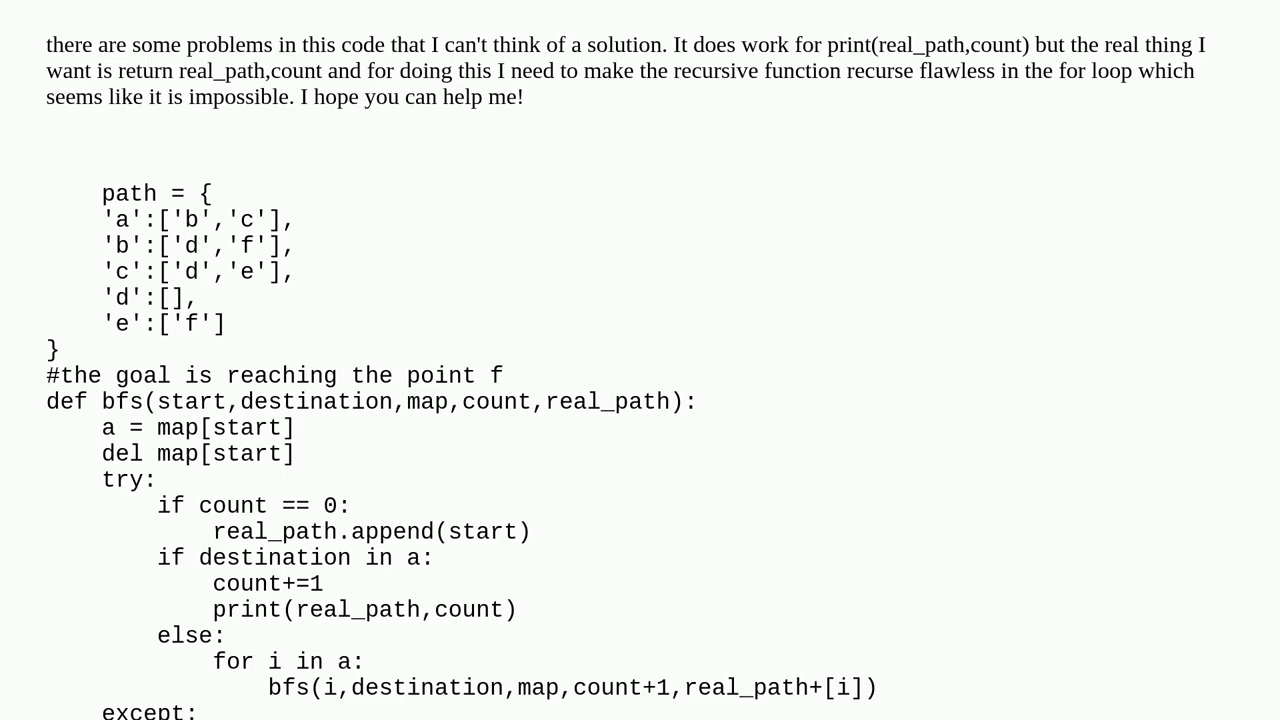 there are some problems in this code that I can't think of a solution. It does work for print(real_path,count) but the real thing I
want is return real_path,count and for doing this I need to make the recursive function recurse flawless in the for loop which
seems like it is impossible. I hope you can help me!
    path = {
    'a':['b','c'],
    'b':['d','f'],
    'c':['d','e'],
    'd':[],
    'e':['f']
}
#the goal is reaching the point f
def bfs(start,destination,map,count,real_path):
    a = map[start]
    del map[start]
    try:
        if count == 0:
            real_path.append(start)
        if destination in a:
            count+=1
            print(real_path,count)
        else:
            for i in a:
                bfs(i,destination,map,count+1,real_path+[i])
    except: